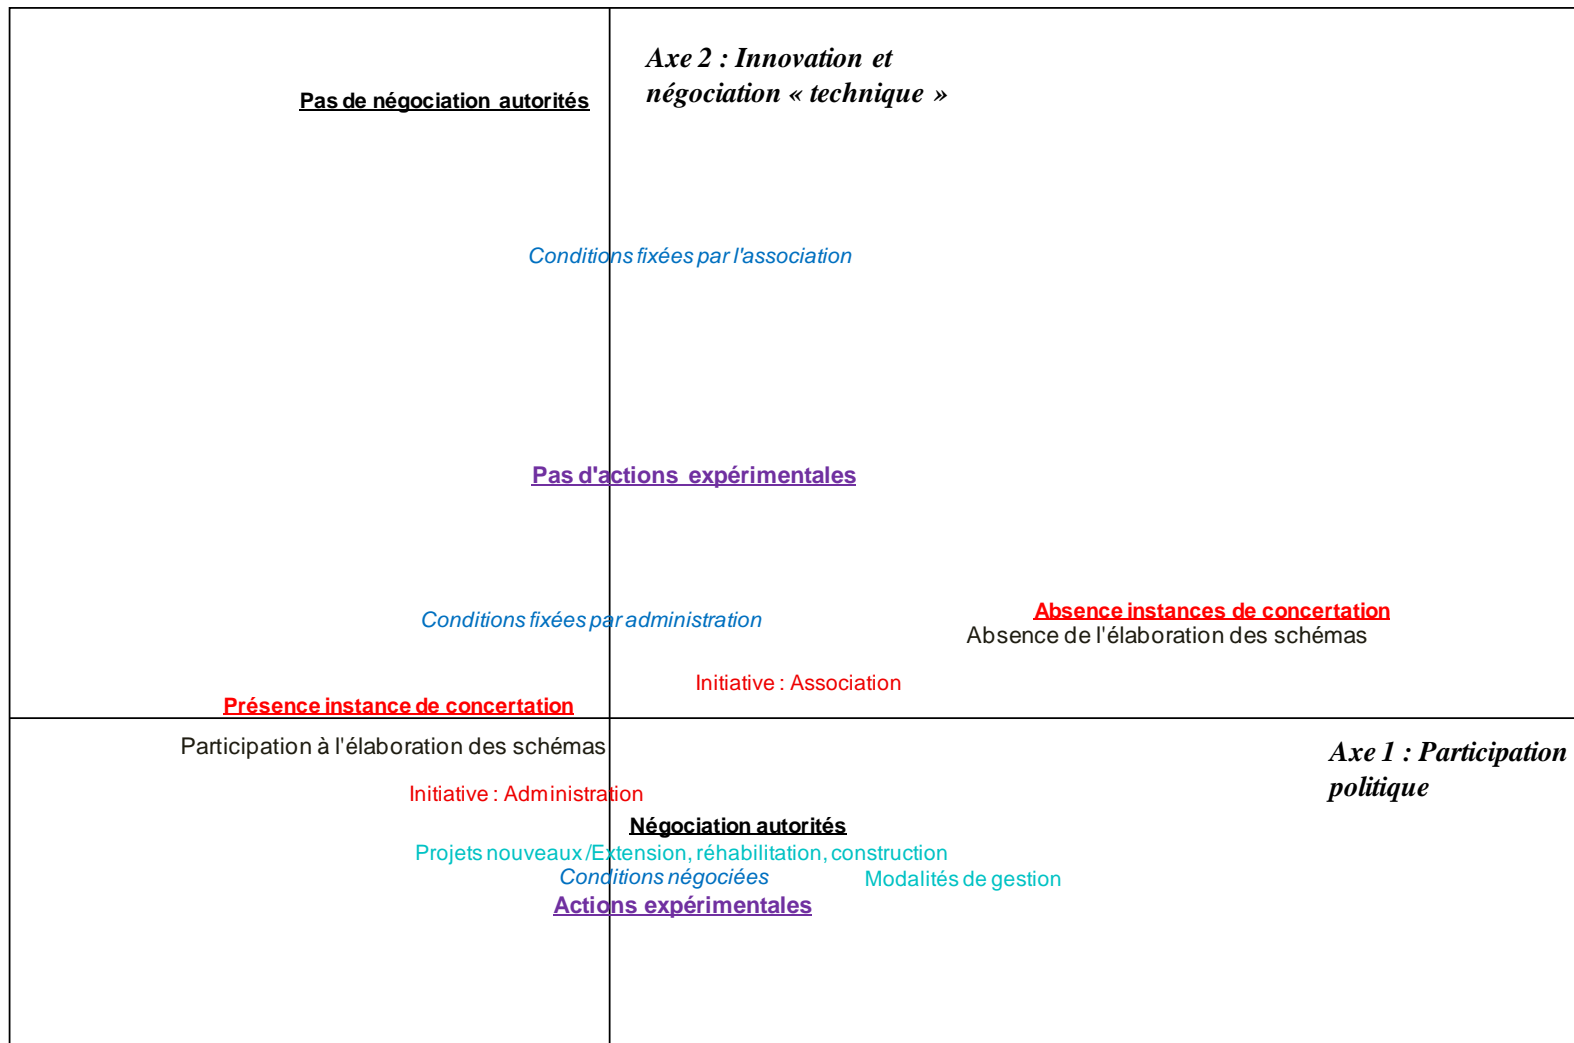 Axe 2 : Innovation et
négociation « technique »
Pas de négociation autorités
Conditions fixées par l'association
Pas d'actions expérimentales
Absence instances de concertation
Conditions fixées par administration
Absence de l'élaboration des schémas
Initiative : Association
Présence instance de concertation
Participation à l'élaboration des schémas
Axe 1 : Participation
politique
Initiative : Administration
Négociation autorités
Projets nouveaux /Extension, réhabilitation, construction
Conditions négociées
Modalités de gestion
Actions expérimentales